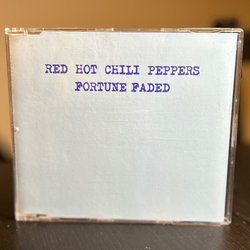 RED HOT CHILI PEPPERS
FORTUNE FADED